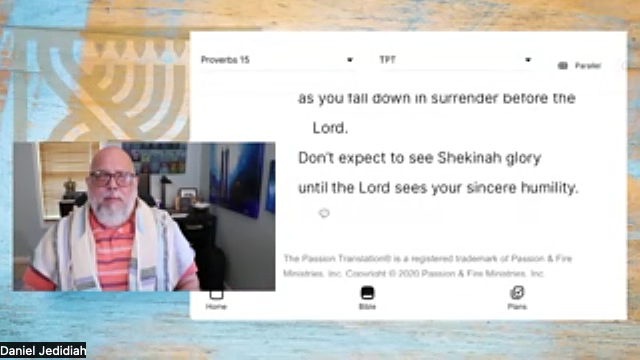 Proverbs 15
TPT
Parallel
as you fall down in surrender before the
Lord.
Don't expect to see Shekinah glory
until the Lord sees your sincere humility.
The Passion Translation® is a registered trademark of Passion & Fire
Ministries, Inc. Copyright © 2020 Passion & Fire Ministries, Inc.
Home
Bible
Plans
Daniel Jedidiah